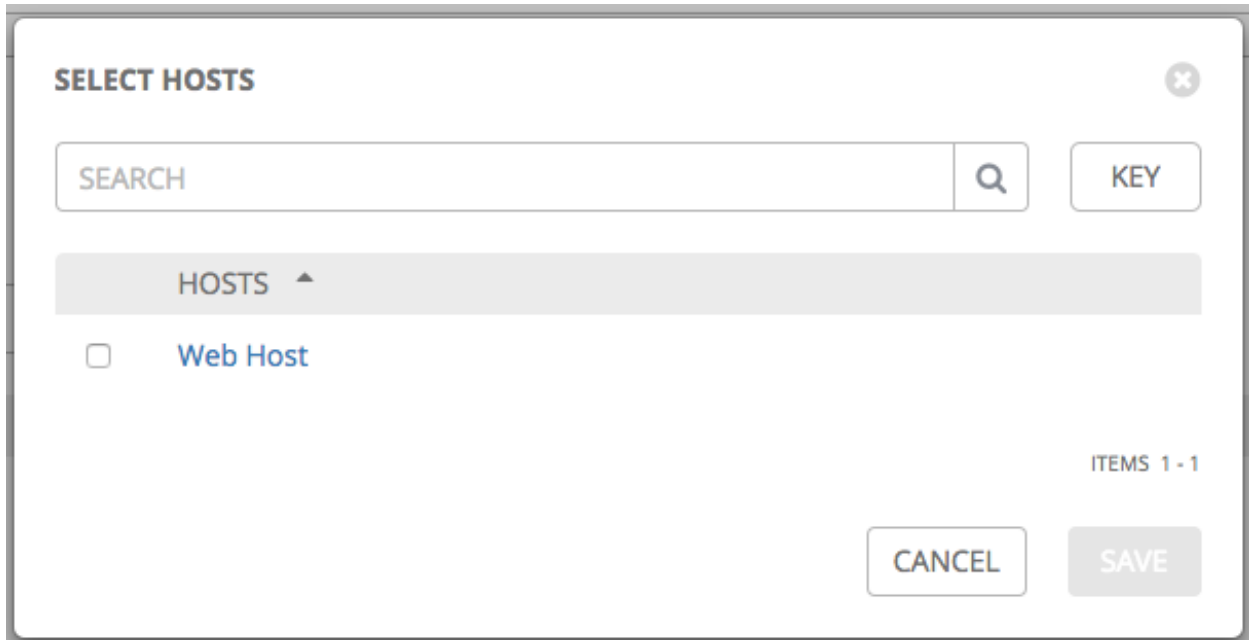 SELECT HOSTS
SEARCH KEY
HOSTS
Web Host
ITEMS 1 - 1
CANCEL SAVE